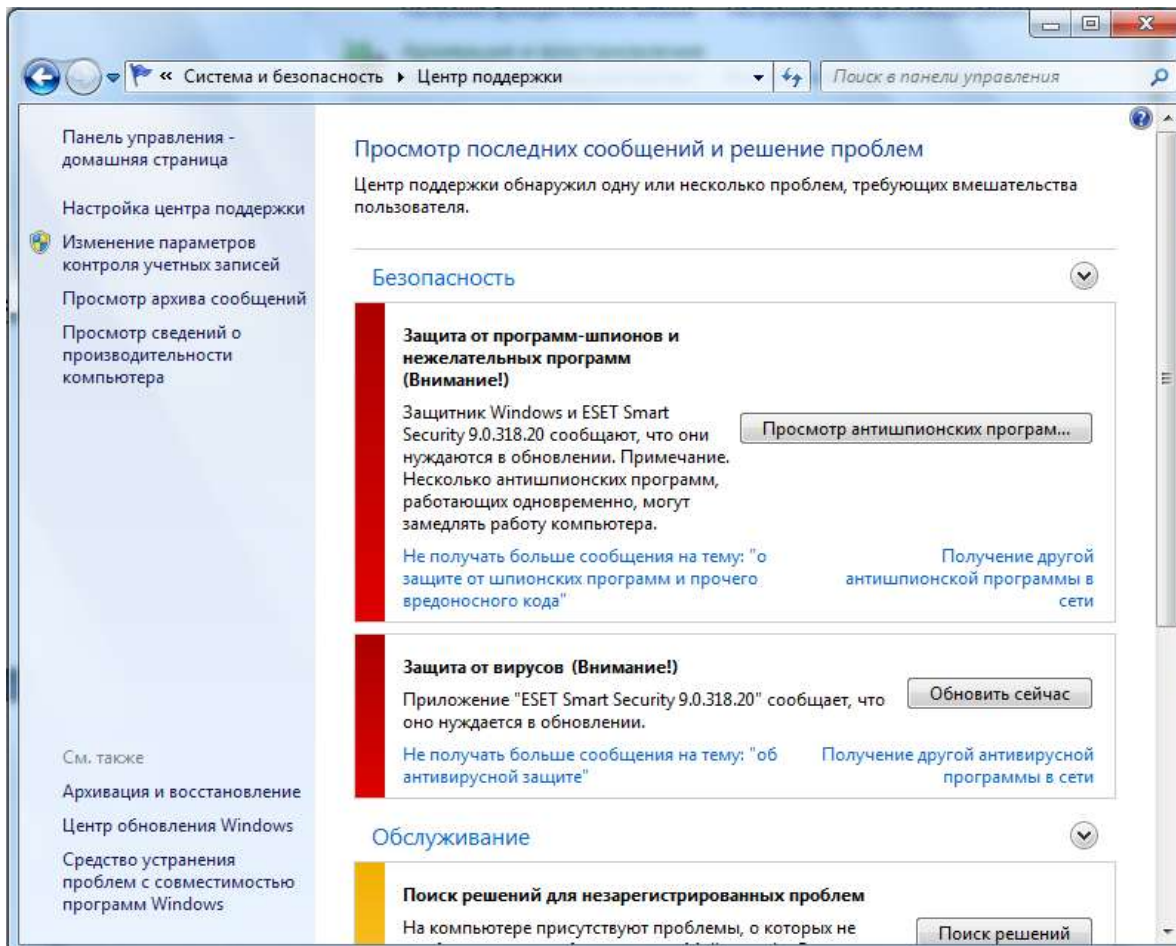 Архивация и восстановление
« Система и безопасность ▸ Центр поддержки
Поиск в панели управления
Панель управления -
домашняя страница
Настройка центра поддержки
Изменение параметров
контроля учетных записей
Просмотр архива сообщений
Просмотр сведений о
производительности
компьютера
См. также
Архивация и восстановление
Центр обновления Windows
Средство устранения
проблем с совместимостью
программ Windows
Просмотр последних сообщений и решение проблем
Центр поддержки обнаружил одну или несколько проблем, требующих вмешательства
пользователя.
Безопасность
Защита от программ-шпионов и
нежелательных программ
(Внимание!)
Защитник Windows и ESET Smart
Security 9.0.318.20 сообщают, что они
нуждаются в обновлении. Примечание.
Несколько антишпионских программ,
работающих одновременно, могут
замедлять работу компьютера.
Просмотр антишпионских програм...
Не получать больше сообщения на тему: "о
защите от шпионских программ и прочего
вредоносного кода"
Получение другой
антишпионской программы в
сети
Защита от вирусов (Внимание!)
Приложение "ESET Smart Security 9.0.318.20" сообщает, что
оно нуждается в обновлении.
Обновить сейчас
Не получать больше сообщения на тему: "об
антивирусной защите"
Получение другой антивирусной
программы в сети
Обслуживание
Поиск решений для незарегистрированных проблем
На компьютере присутствуют проблемы, о которых не
Поиск решений